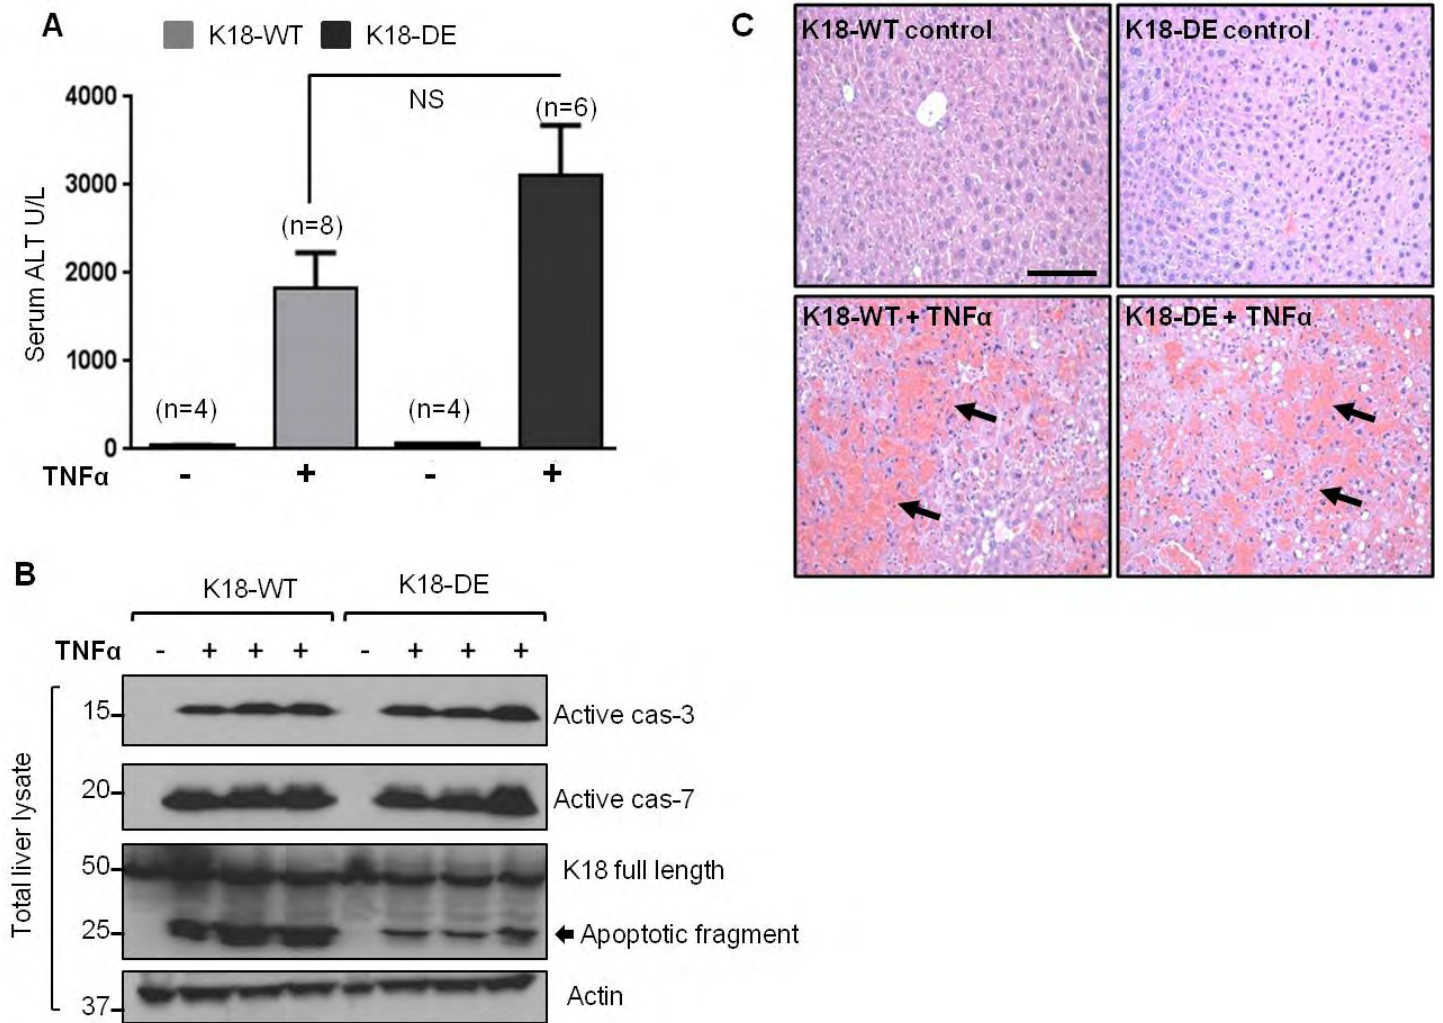 A
K18-WT K18-DE
Serum ALT U/L
4000
3000
2000
1000
0
NS
(n=4)
(n=8)
(n=4)
(n=6)
TNFα - + - +
B
K18-WT K18-DE
TNFα - + + + - + + +
Total liver lysate
15 Active cas-3
20 Active cas-7
50 K18 full length
25 Apoptotic fragment
37 Actin
C
K18-WT control
K18-DE control
K18-WT + TNFα
K18-DE + TNFα